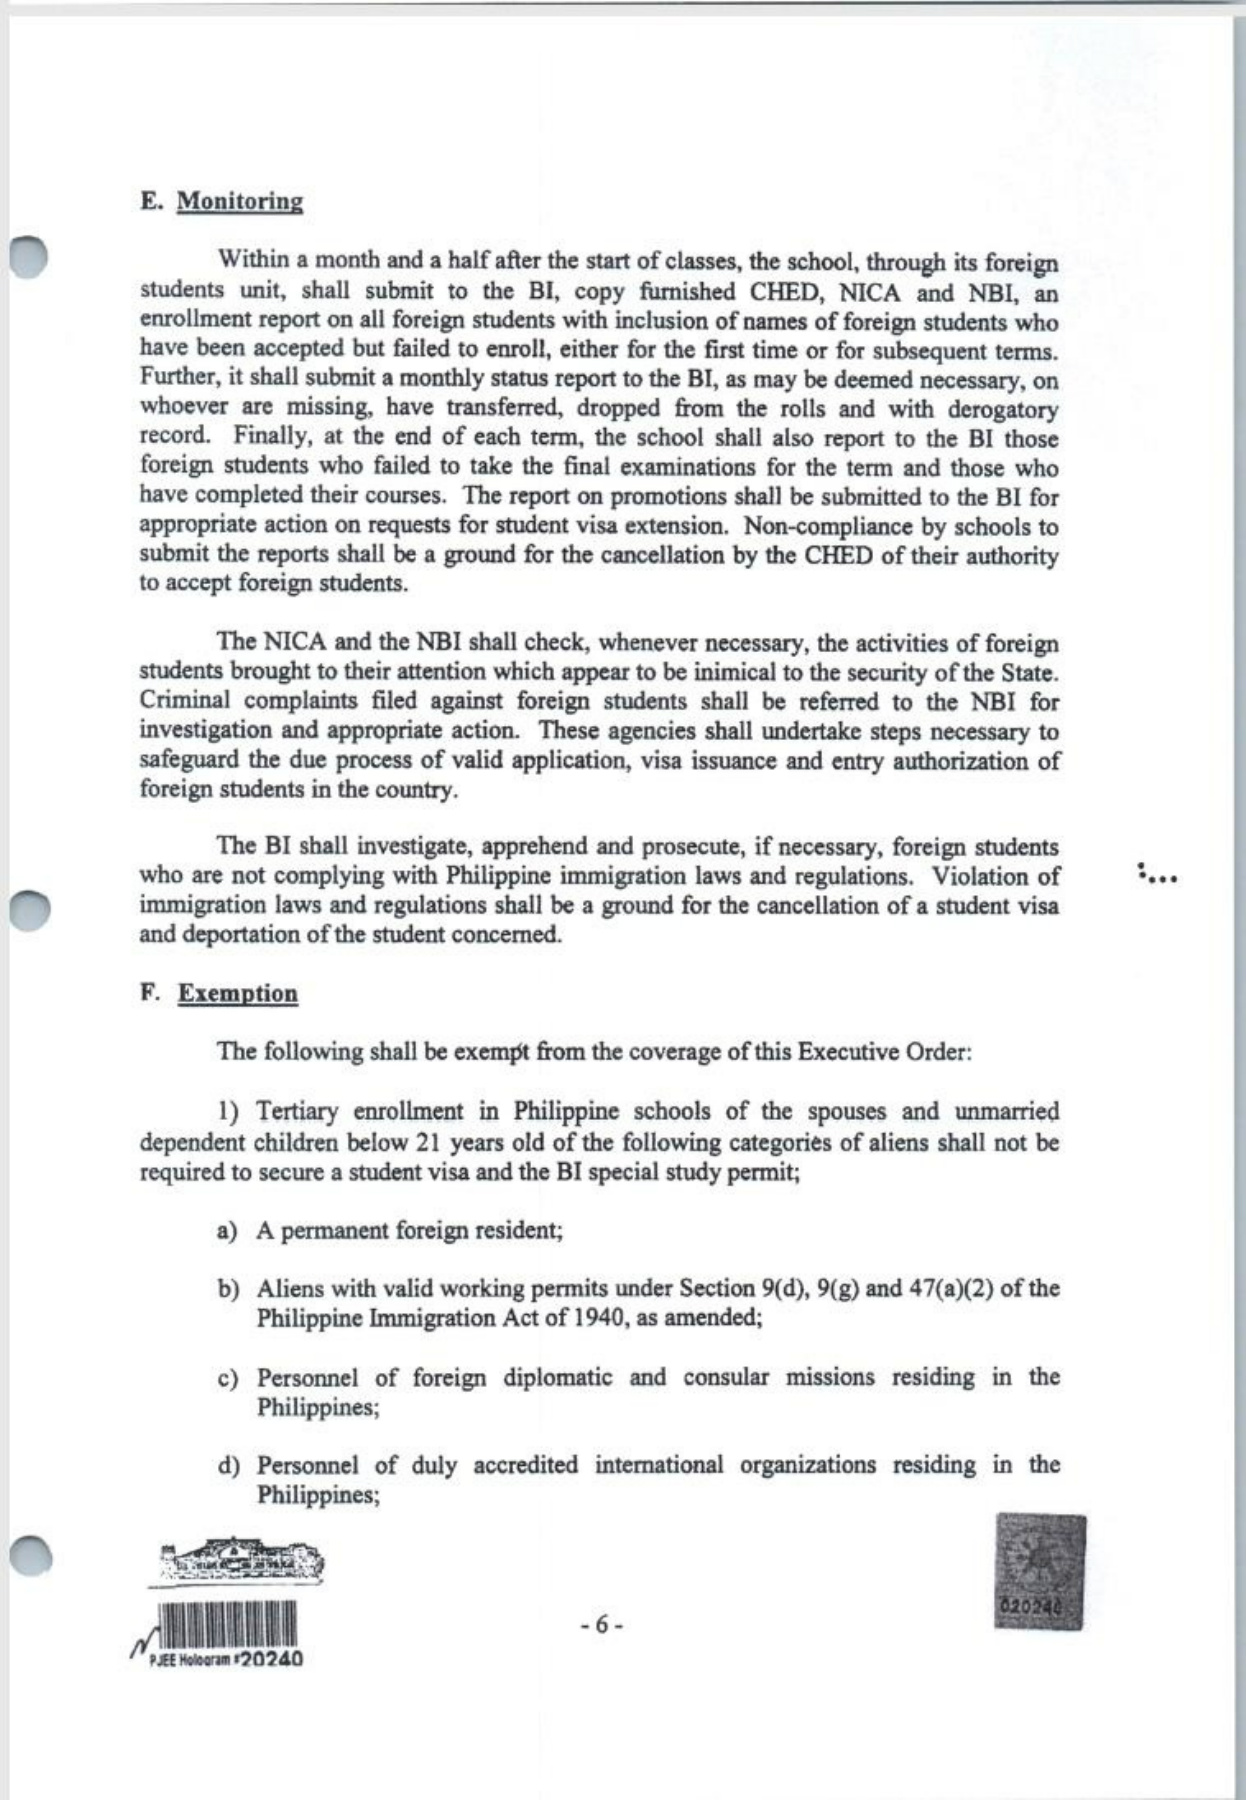 E. Monitoring
Within a month and a half after the start of classes, the school, through its foreign
students unit, shall submit to the BI, copy furnished CHED, NICA and NBI, an
enrollment report on all foreign students with inclusion of names of foreign students who
have been accepted but failed to enroll, either for the first time or for subsequent terms.
Further, it shall submit a monthly status report to the BI, as may be deemed necessary, on
whoever are missing, have transferred, dropped from the rolls and with derogatory
record. Finally, at the end of each term, the school shall also report to the BI those
foreign students who failed to take the final examinations for the term and those who
have completed their courses. The report on promotions shall be submitted to the BI for
appropriate action on requests for student visa extension. Non-compliance by schools to
submit the reports shall be a ground for the cancellation by the CHED of their authority
to accept foreign students.
The NICA and the NBI shall check, whenever necessary, the activities of foreign
students brought to their attention which appear to be inimical to the security of the State.
Criminal complaints filed against foreign students shall be referred to the NBI for
investigation and appropriate action. These agencies shall undertake steps necessary to
safeguard the due process of valid application, visa issuance and entry authorization of
foreign students in the country.
The BI shall investigate, apprehend and prosecute, if necessary, foreign students
who are not complying with Philippine immigration laws and regulations. Violation of
immigration laws and regulations shall be a ground for the cancellation of a student visa
and deportation of the student concerned.
F. Exemption
The following shall be exempt from the coverage of this Executive Order:
1) Tertiary enrollment in Philippine schools of the spouses and unmarried
dependent children below 21 years old of the following categories of aliens shall not be
required to secure a student visa and the BI special study permit;
a) A permanent foreign resident;
b) Aliens with valid working permits under Section 9(d), 9(g) and 47(a)(2) of the
Philippine Immigration Act of 1940, as amended;
c) Personnel of foreign diplomatic and consular missions residing in the
Philippines;
d) Personnel of duly accredited international organizations residing in the
Philippines;
020240
- 6 -
PJEE Hologram #20240